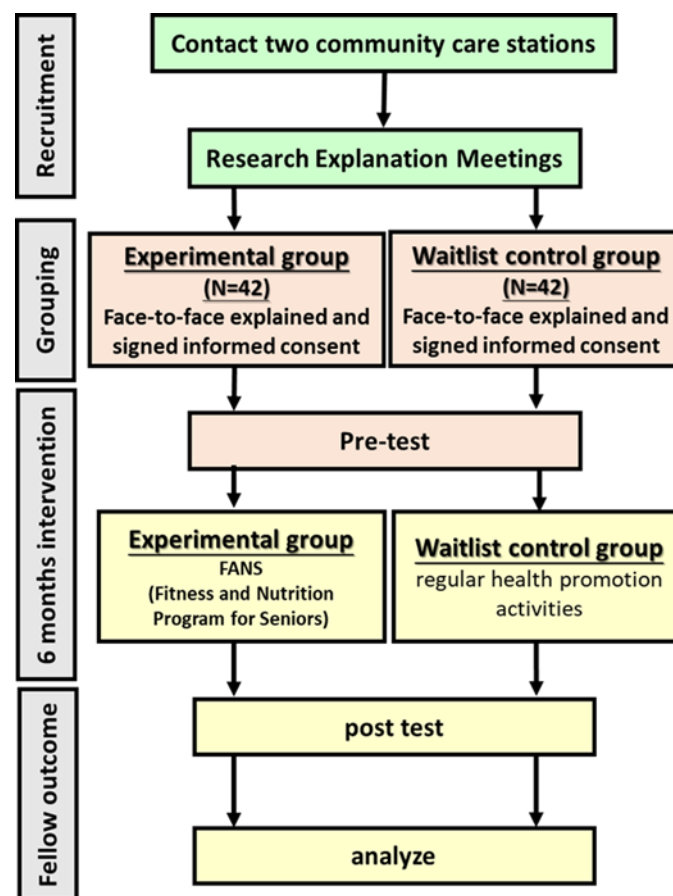 Recruitment
Contact two community care stations
Research Explanation Meetings
Grouping
Experimental group
(N=42)
Face-to-face explained and
signed informed consent
Waitlist control group
(N=42)
Face-to-face explained and
signed informed consent
6 months intervention
Pre-test
Experimental group
FANS
(Fitness and Nutrition
Program for Seniors)
Waitlist control group
regular health promotion
activities
Fellow outcome
post test
analyze